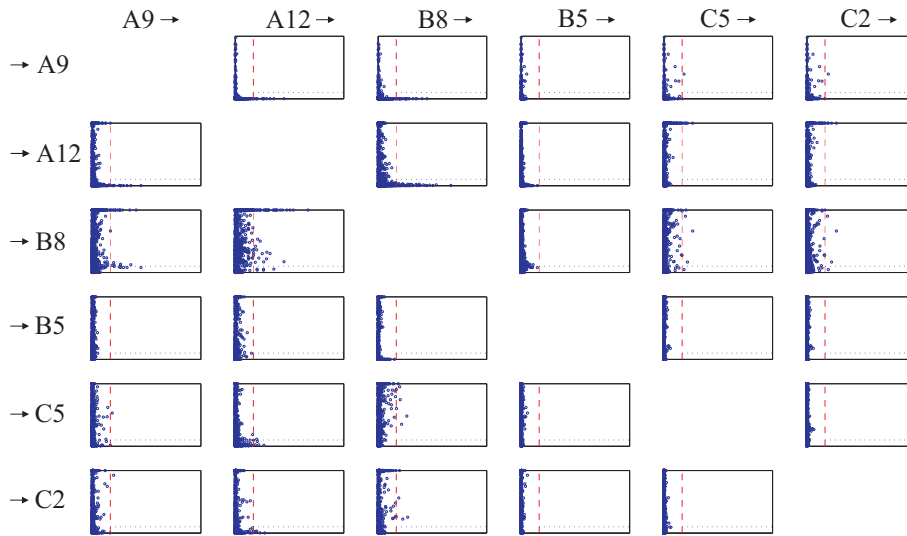 A9 → A12 → B8 → B5 → C5 → C2 →
→ A9
→ A12
→ B8
→ B5
→ C5
→ C2